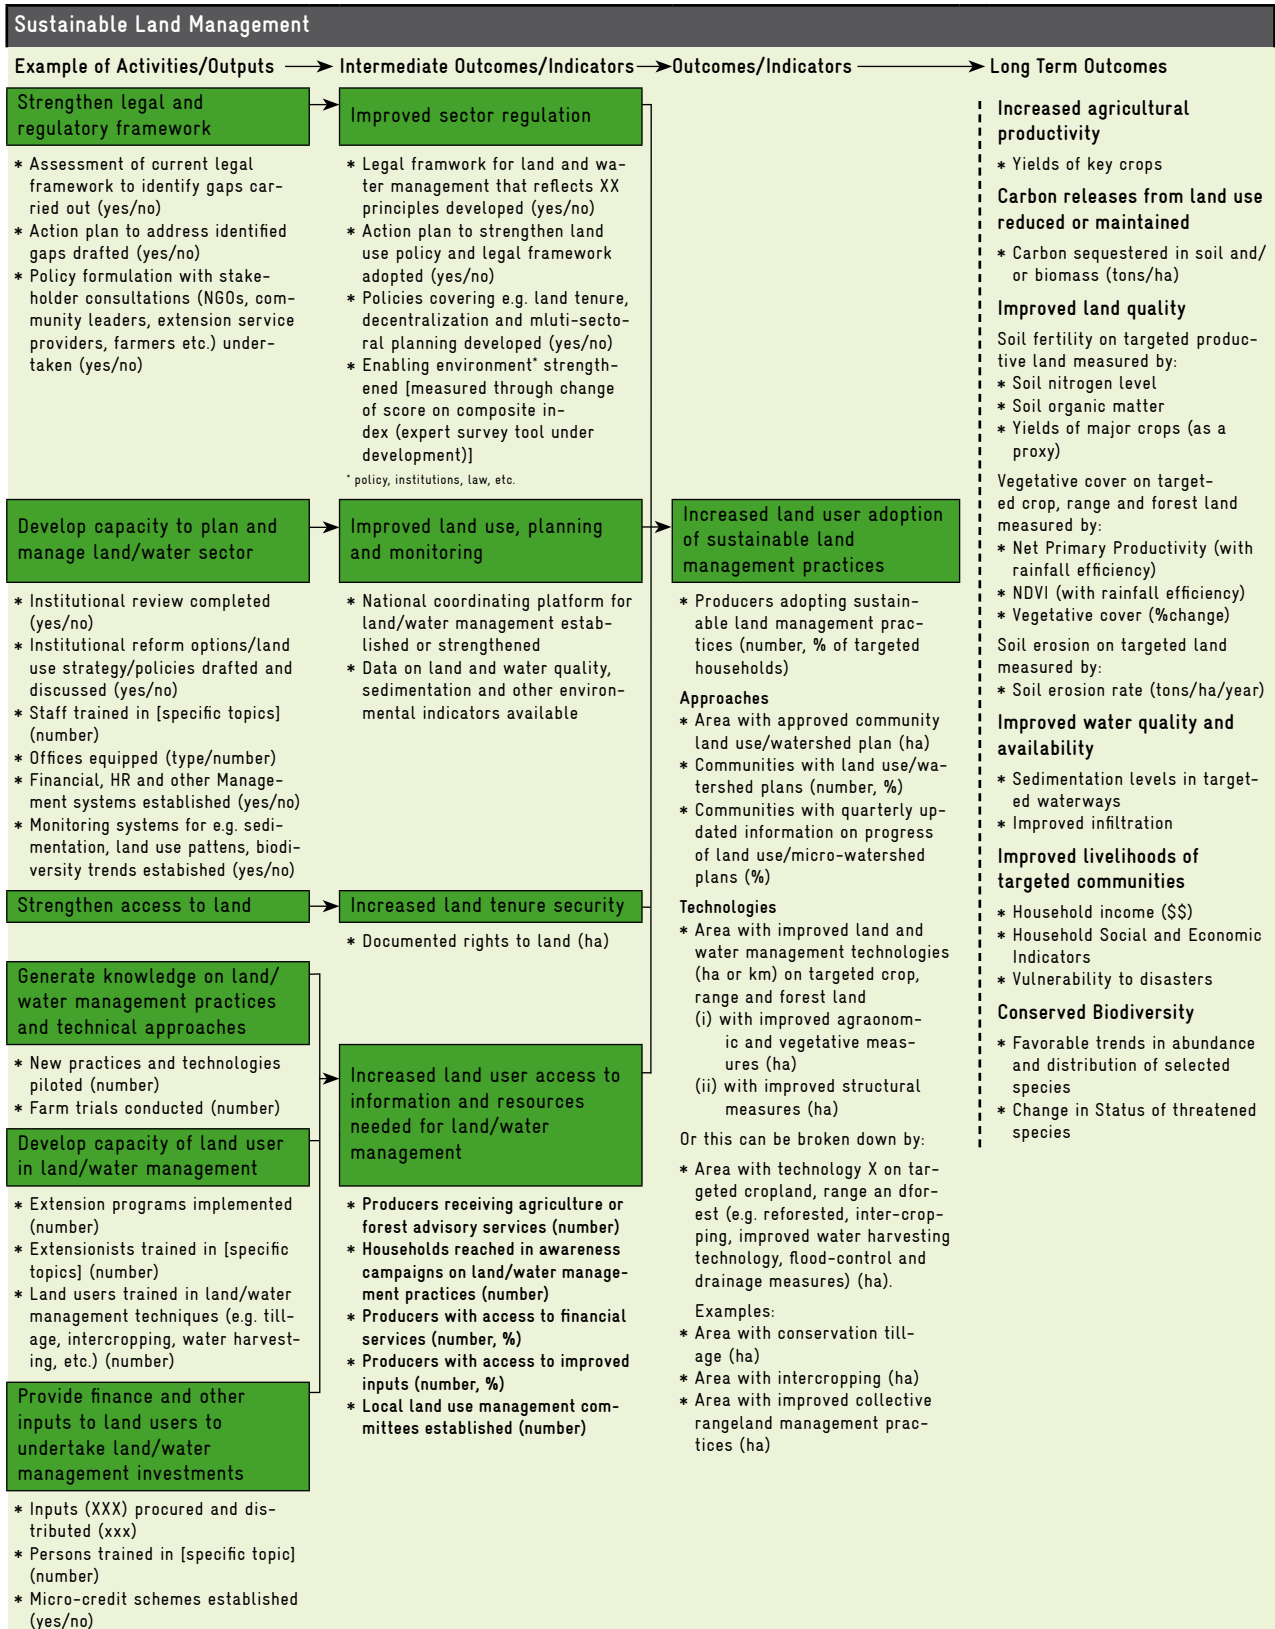 Sustainable Land Management
Example of Activities/Outputs
Intermediate Outcomes/Indicators
Outcomes/Indicators
Long Term Outcomes
Strengthen legal and
regulatory framework
* Assessment of current legal
framework to identify gaps car-
ried out (yes/no)
* Action plan to address identified
gaps drafted (yes/no)
* Policy formulation with stake-
holder consultations (NGOs, com-
munity leaders, extension service
providers, farmers etc.) under-
taken (yes/no)
Develop capacity to plan and
manage land/water sector
* Institutional review completed
(yes/no)
* Institutional reform options/land
use strategy/policies drafted and
discussed (yes/no)
* Staff trained in [specific topics]
(number)
* Offices equipped (type/number)
* Financial, HR and other Manage-
ment systems established (yes/no)
* Monitoring systems for e.g. sedi-
mentation, land use pattens, biodi-
versity trends estabished (yes/no)
Strengthen access to land
Generate knowledge on land/
water management practices
and technical approaches
* New practices and technologies
piloted (number)
* Farm trials conducted (number)
Develop capacity of land user
in land/water management
* Extension programs implemented
(number)
* Extensionists trained in [specific
topics] (number)
* Land users trained in land/water
management techniques (e.g. till-
age, intercropping, water harvest-
ing, etc.) (number)
Provide finance and other
inputs to land users to
undertake land/water
management investments
* Inputs (XXX) procured and dis-
tributed (xxx)
* Persons trained in [specific topic]
(number)
* Micro-credit schemes established
(yes/no)
Improved sector regulation
* Legal framwork for land and wa-
ter management that reflects XX
principles developed (yes/no)
* Action plan to strengthen land
use policy and legal framework
adopted (yes/no)
* Policies covering e.g. land tenure,
decentralization and mluti-secto-
ral planning developed (yes/no)
* Enabling environment* strength-
ened [measured through change
of score on composite in-
dex (expert survey tool under
development)]
* policy, institutions, law, etc.
Improved land use, planning
and monitoring
* National coordinating platform for
land/water management estab-
lished or strengthened
* Data on land and water quality,
sedimentation and other environ-
mental indicators available
Increased land tenure security
* Documented rights to land (ha)
Increased land user access to
information and resources
needed for land/water
management
* Producers receiving agriculture or
forest advisory services (number)
* Households reached in awareness
campaigns on land/water manage-
ment practices (number)
* Producers with access to financial
services (number, %)
* Producers with access to improved
inputs (number, %)
* Local land use management com-
mittees established (number)
Increased land user adoption
of sustainable land
management practices
* Producers adopting sustain-
able land management prac-
tices (number, % of targeted
households)
Approaches
* Area with approved community
land use/watershed plan (ha)
* Communities with land use/wa-
tershed plans (number, %)
* Communities with quarterly up-
dated information on progress
of land use/micro-watershed
plans (%)
Technologies
* Area with improved land and
water management technologies
(ha or km) on targeted crop,
range and forest land
(i) with improved agraonom-
ic and vegetative meas-
ures (ha)
(ii) with improved structural
measures (ha)
Or this can be broken down by:
* Area with technology X on tar-
geted cropland, range an dfor-
est (e.g. reforested, inter-crop-
ping, improved water harvesting
technology, flood-control and
drainage measures) (ha).
Examples:
* Area with conservation till-
age (ha)
* Area with intercropping (ha)
* Area with improved collective
rangeland management prac-
tices (ha)
Increased agricultural
productivity
* Yields of key crops
Carbon releases from land use
reduced or maintained
* Carbon sequestered in soil and/
or biomass (tons/ha)
Improved land quality
Soil fertility on targeted produc-
tive land measured by:
* Soil nitrogen level
* Soil organic matter
* Yields of major crops (as a
proxy)
Vegetative cover on target-
ed crop, range and forest land
measured by:
* Net Primary Productivity (with
rainfall efficiency)
* NDVI (with rainfall efficiency)
* Vegetative cover (%change)
Soil erosion on targeted land
measured by:
* Soil erosion rate (tons/ha/year)
Improved water quality and
availability
* Sedimentation levels in target-
ed waterways
* Improved infiltration
Improved livelihoods of
targeted communities
* Household income ($$)
* Household Social and Economic
Indicators
* Vulnerability to disasters
Conserved Biodiversity
* Favorable trends in abundance
and distribution of selected
species
* Change in Status of threatened
species